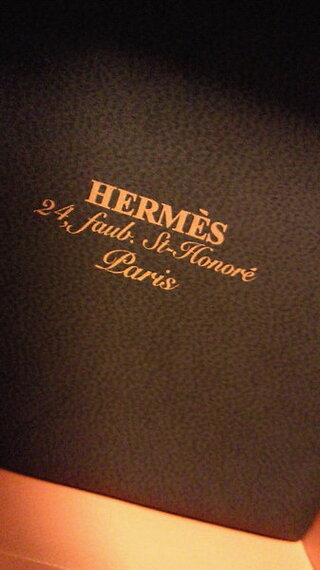 HERMÈS
24, faub. St-Honoré
Paris